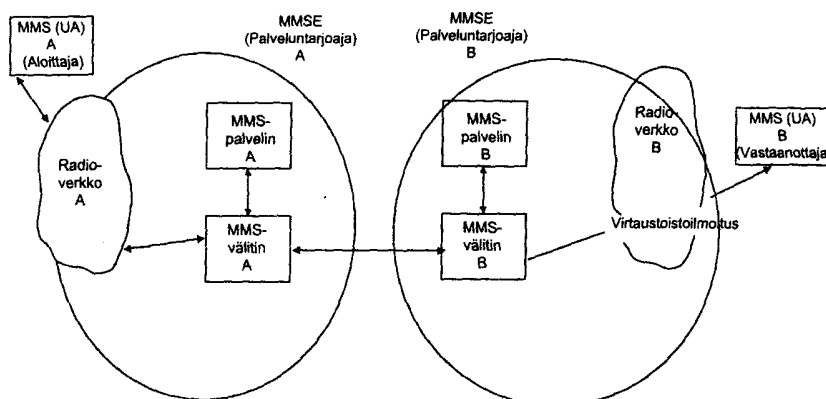 MMS (UA)
A
(Aloittaja)
MMSE
(Palveluntarjoaja)
A
MMSE
(Palveluntarjoaja)
B
Radio-
verkko
A
MMS-
palvelin
A
MMS-
välitin
A
MMS-
palvelin
B
MMS-
välitin
B
Radio-
verkko
B
MMS (UA)
B
(Vastaanottaja)
Virtaustoistoilmoitus